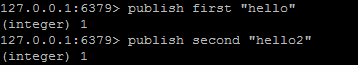 127.0.0.1:6379> publish first "hello"
(integer) 1
127.0.0.1:6379> publish second "hello2"
(integer) 1